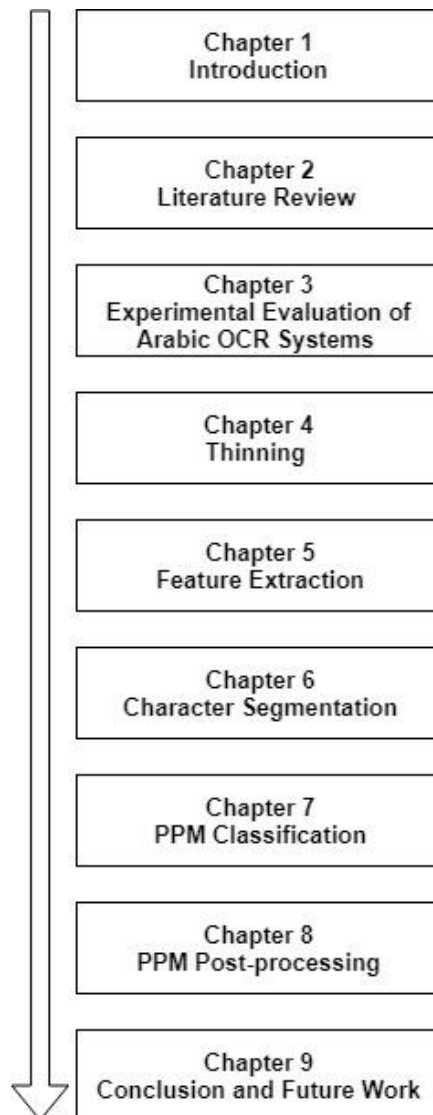 Chapter 1
Introduction
Chapter 2
Literature Review
Chapter 3
Experimental Evaluation of
Arabic OCR Systems
Chapter 4
Thinning
Chapter 5
Feature Extraction
Chapter 6
Character Segmentation
Chapter 7
PPM Classification
Chapter 8
PPM Post-processing
Chapter 9
Conclusion and Future Work